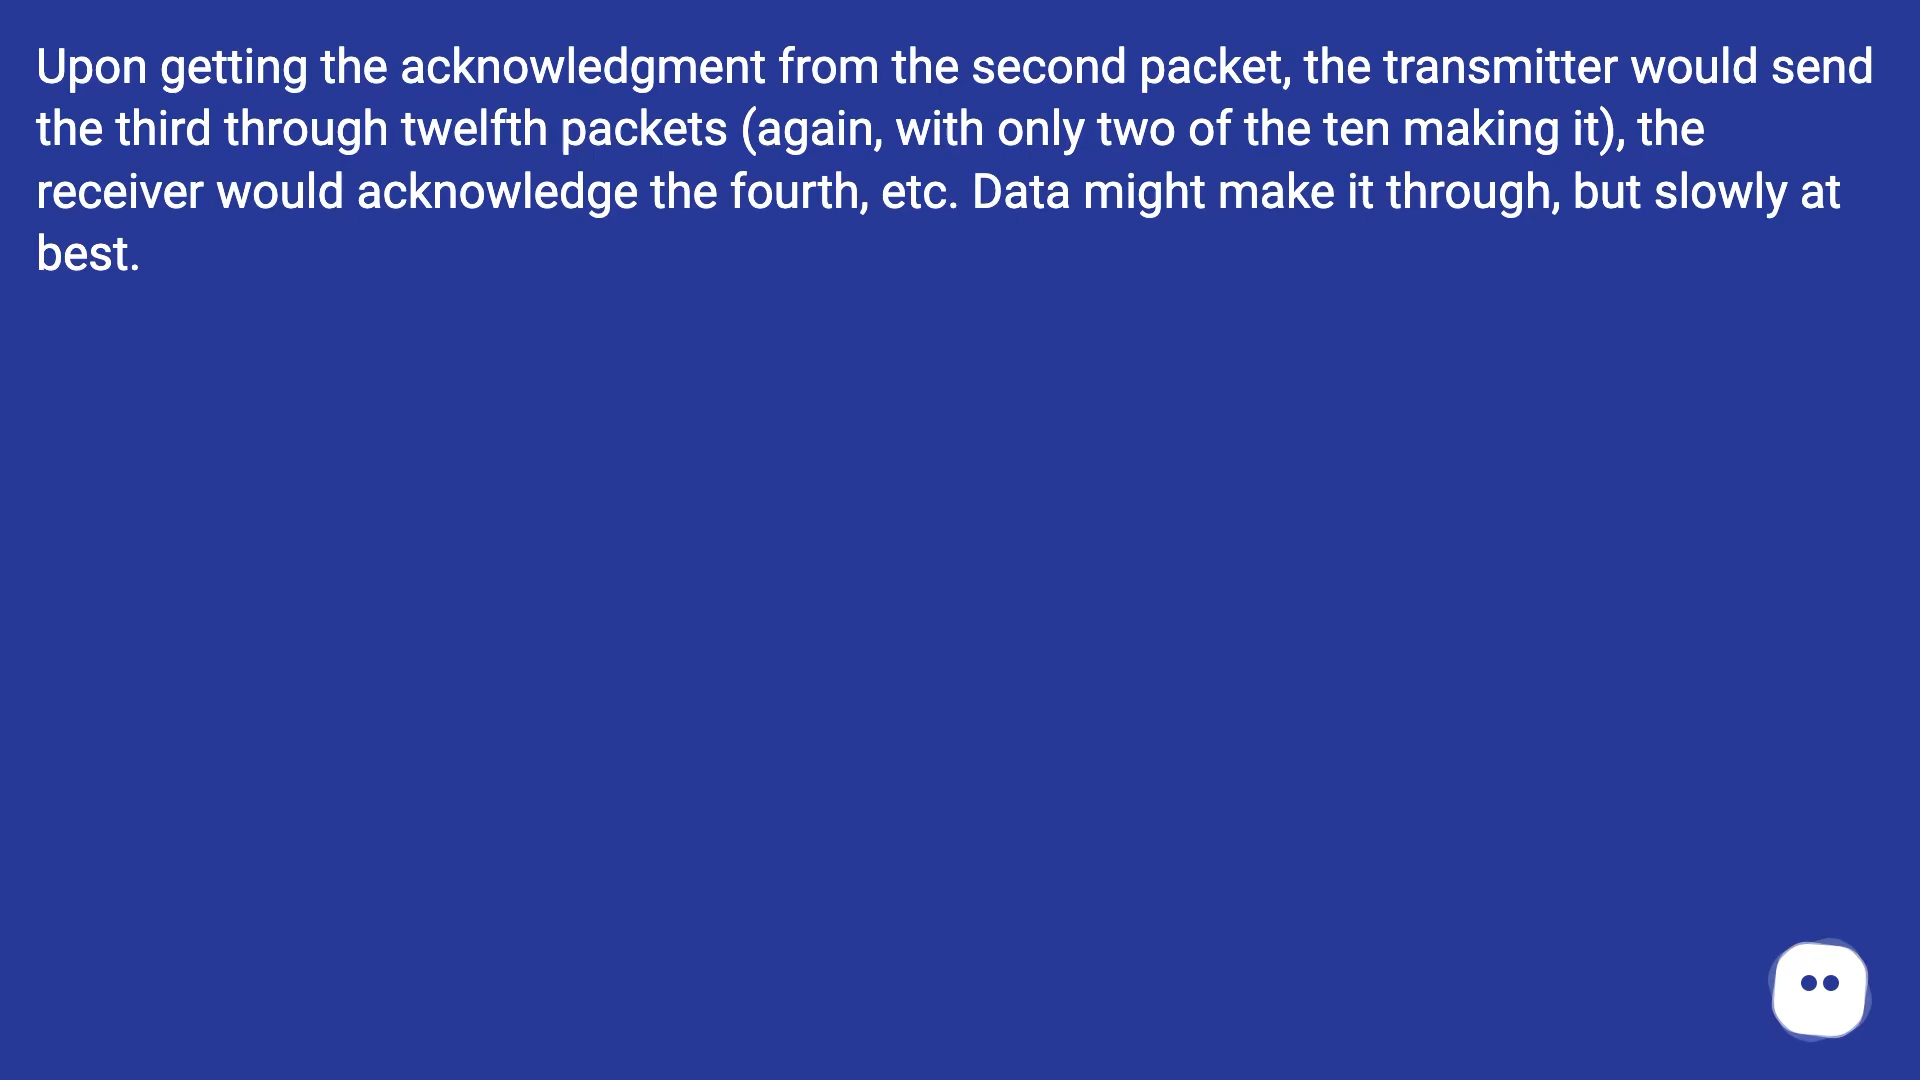 Upon getting the acknowledgment from the second packet, the transmitter would send
the third through twelfth packets (again, with only two of the ten making it), the
receiver would acknowledge the fourth, etc. Data might make it through, but slowly at
best.